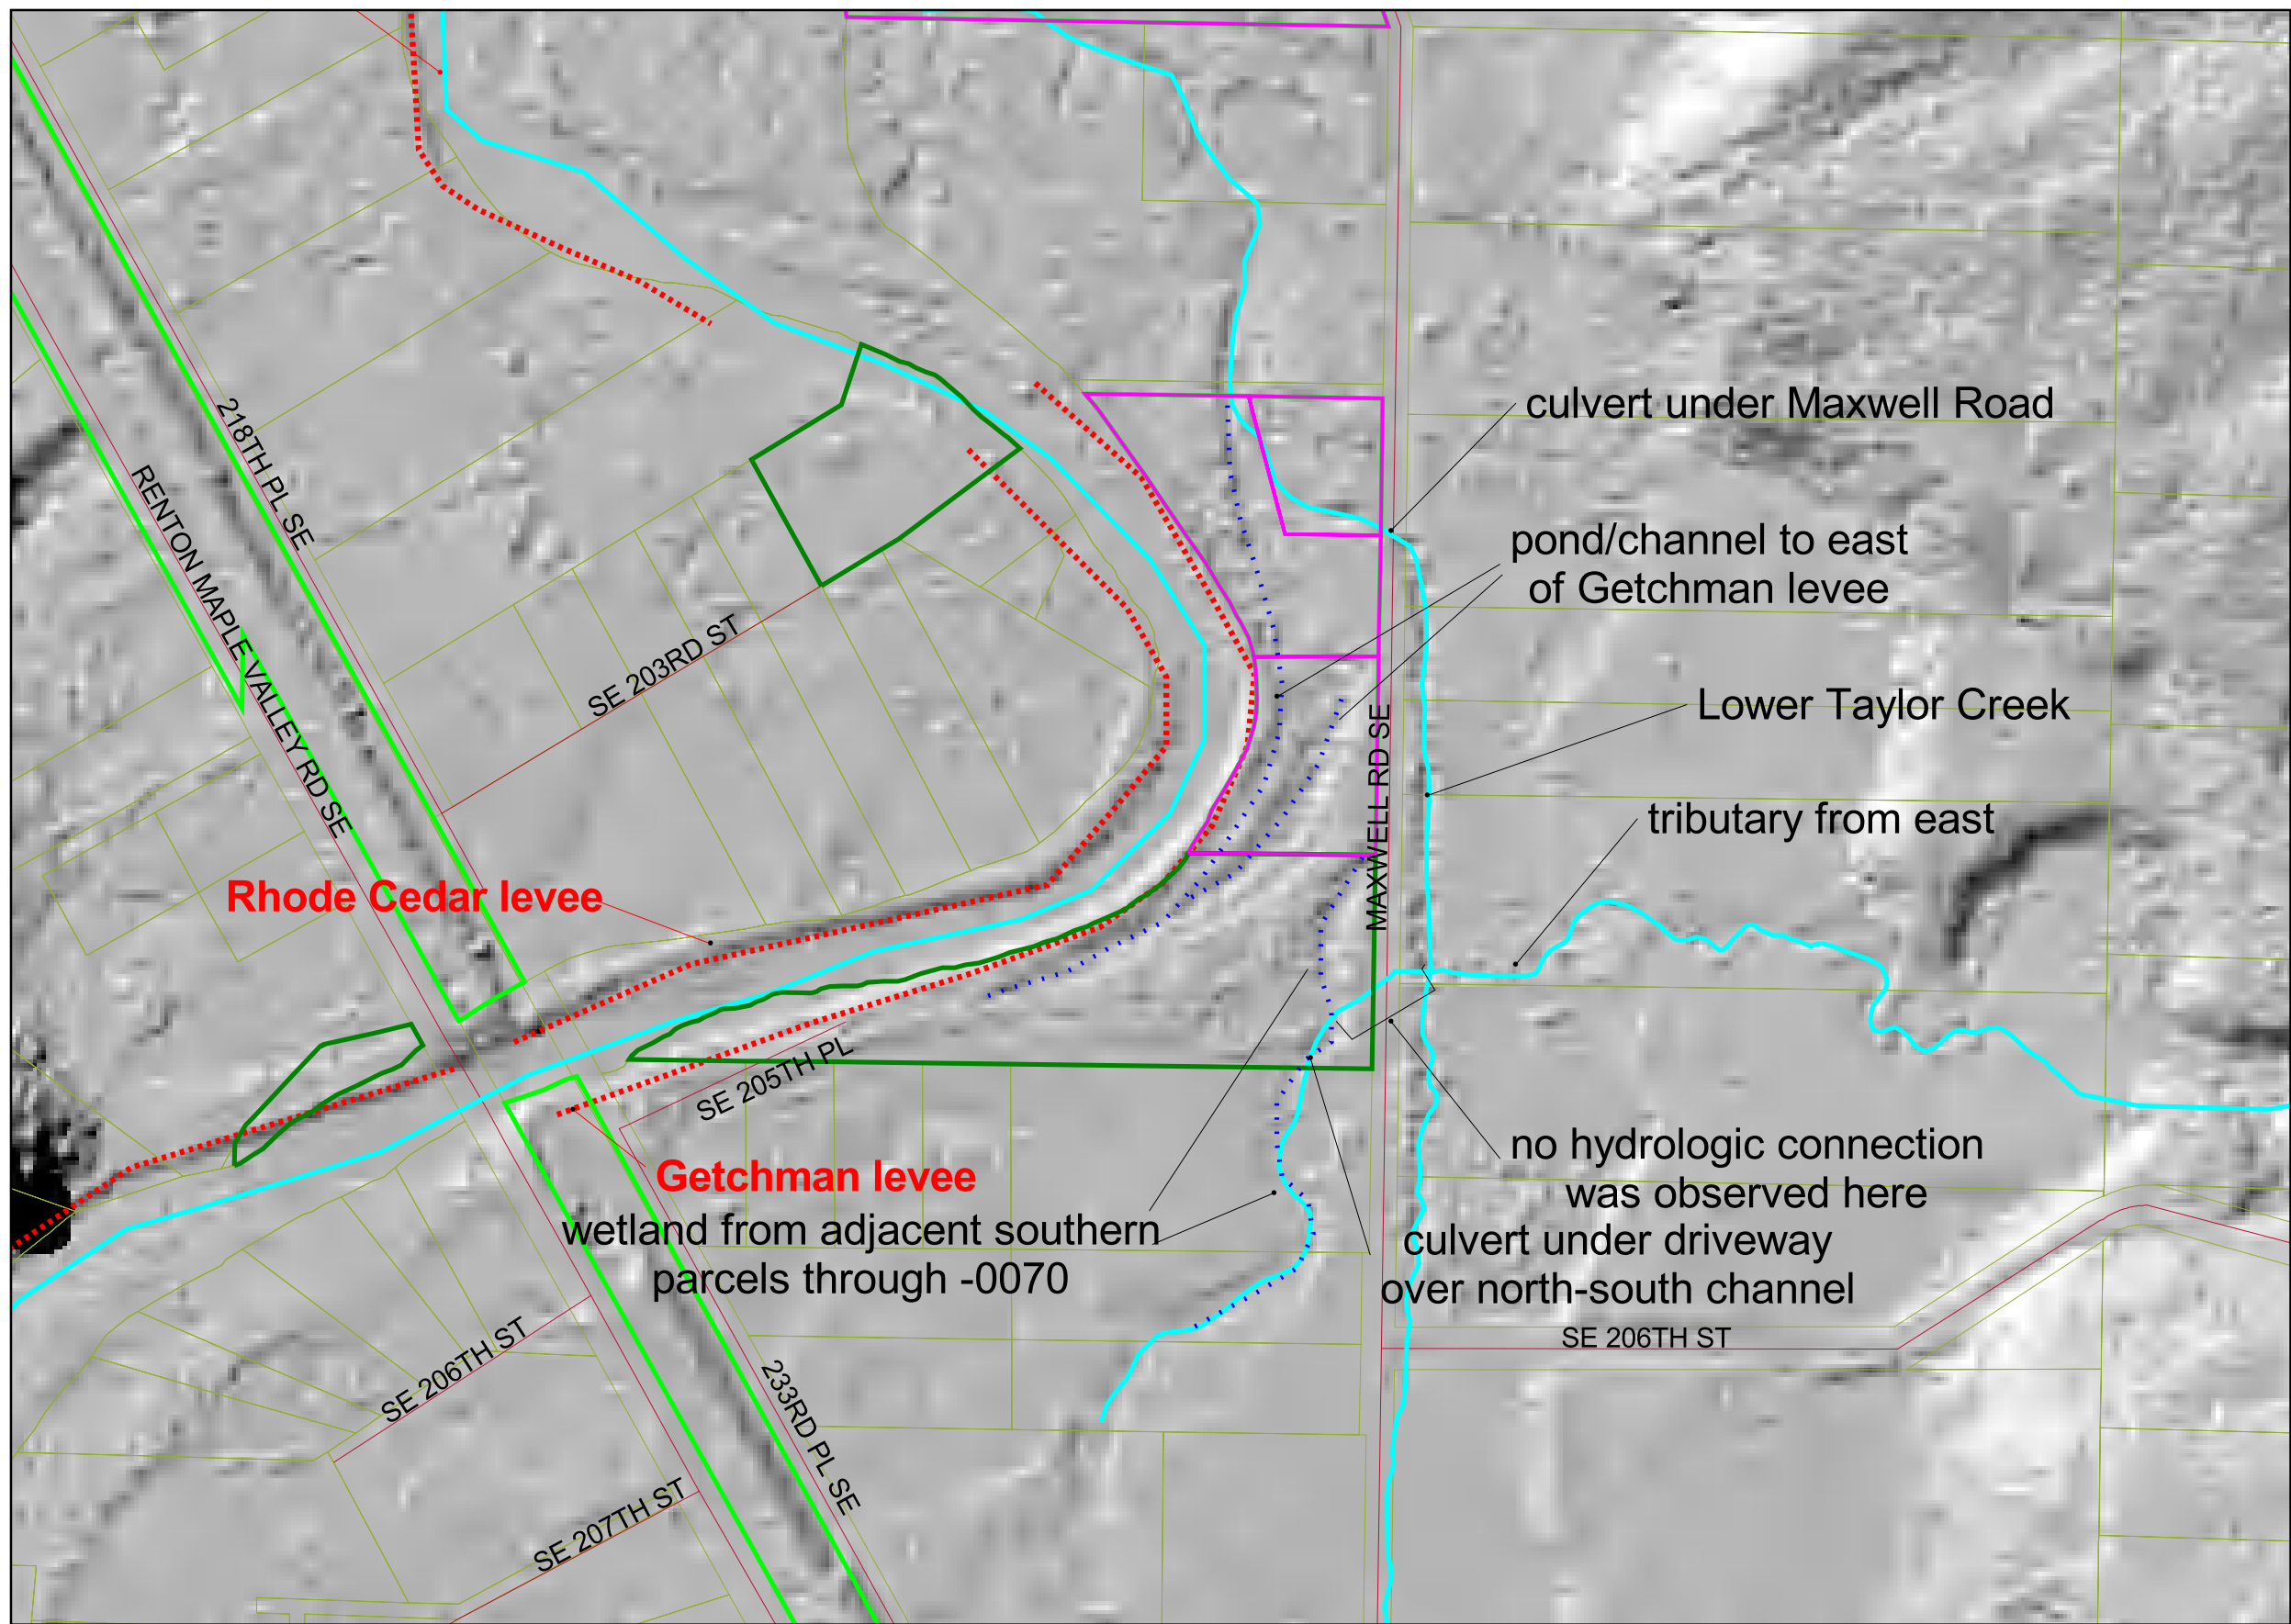 culvert under Maxwell Road
218TH PL SE
RENTON MAPLE VALLEY RD SE
pond/channel to east
of Getchman levee
SE 203RD ST
Lower Taylor Creek
MAXWELL RD SE
tributary from east
Rhode Cedar levee
SE 205TH PL
no hydrologic connection
was observed here
Getchman levee
wetland from adjacent southern
parcels through -0070
culvert under driveway
over north-south channel
SE 206TH ST
SE 206TH ST
233RD PL SE
SE 207TH ST